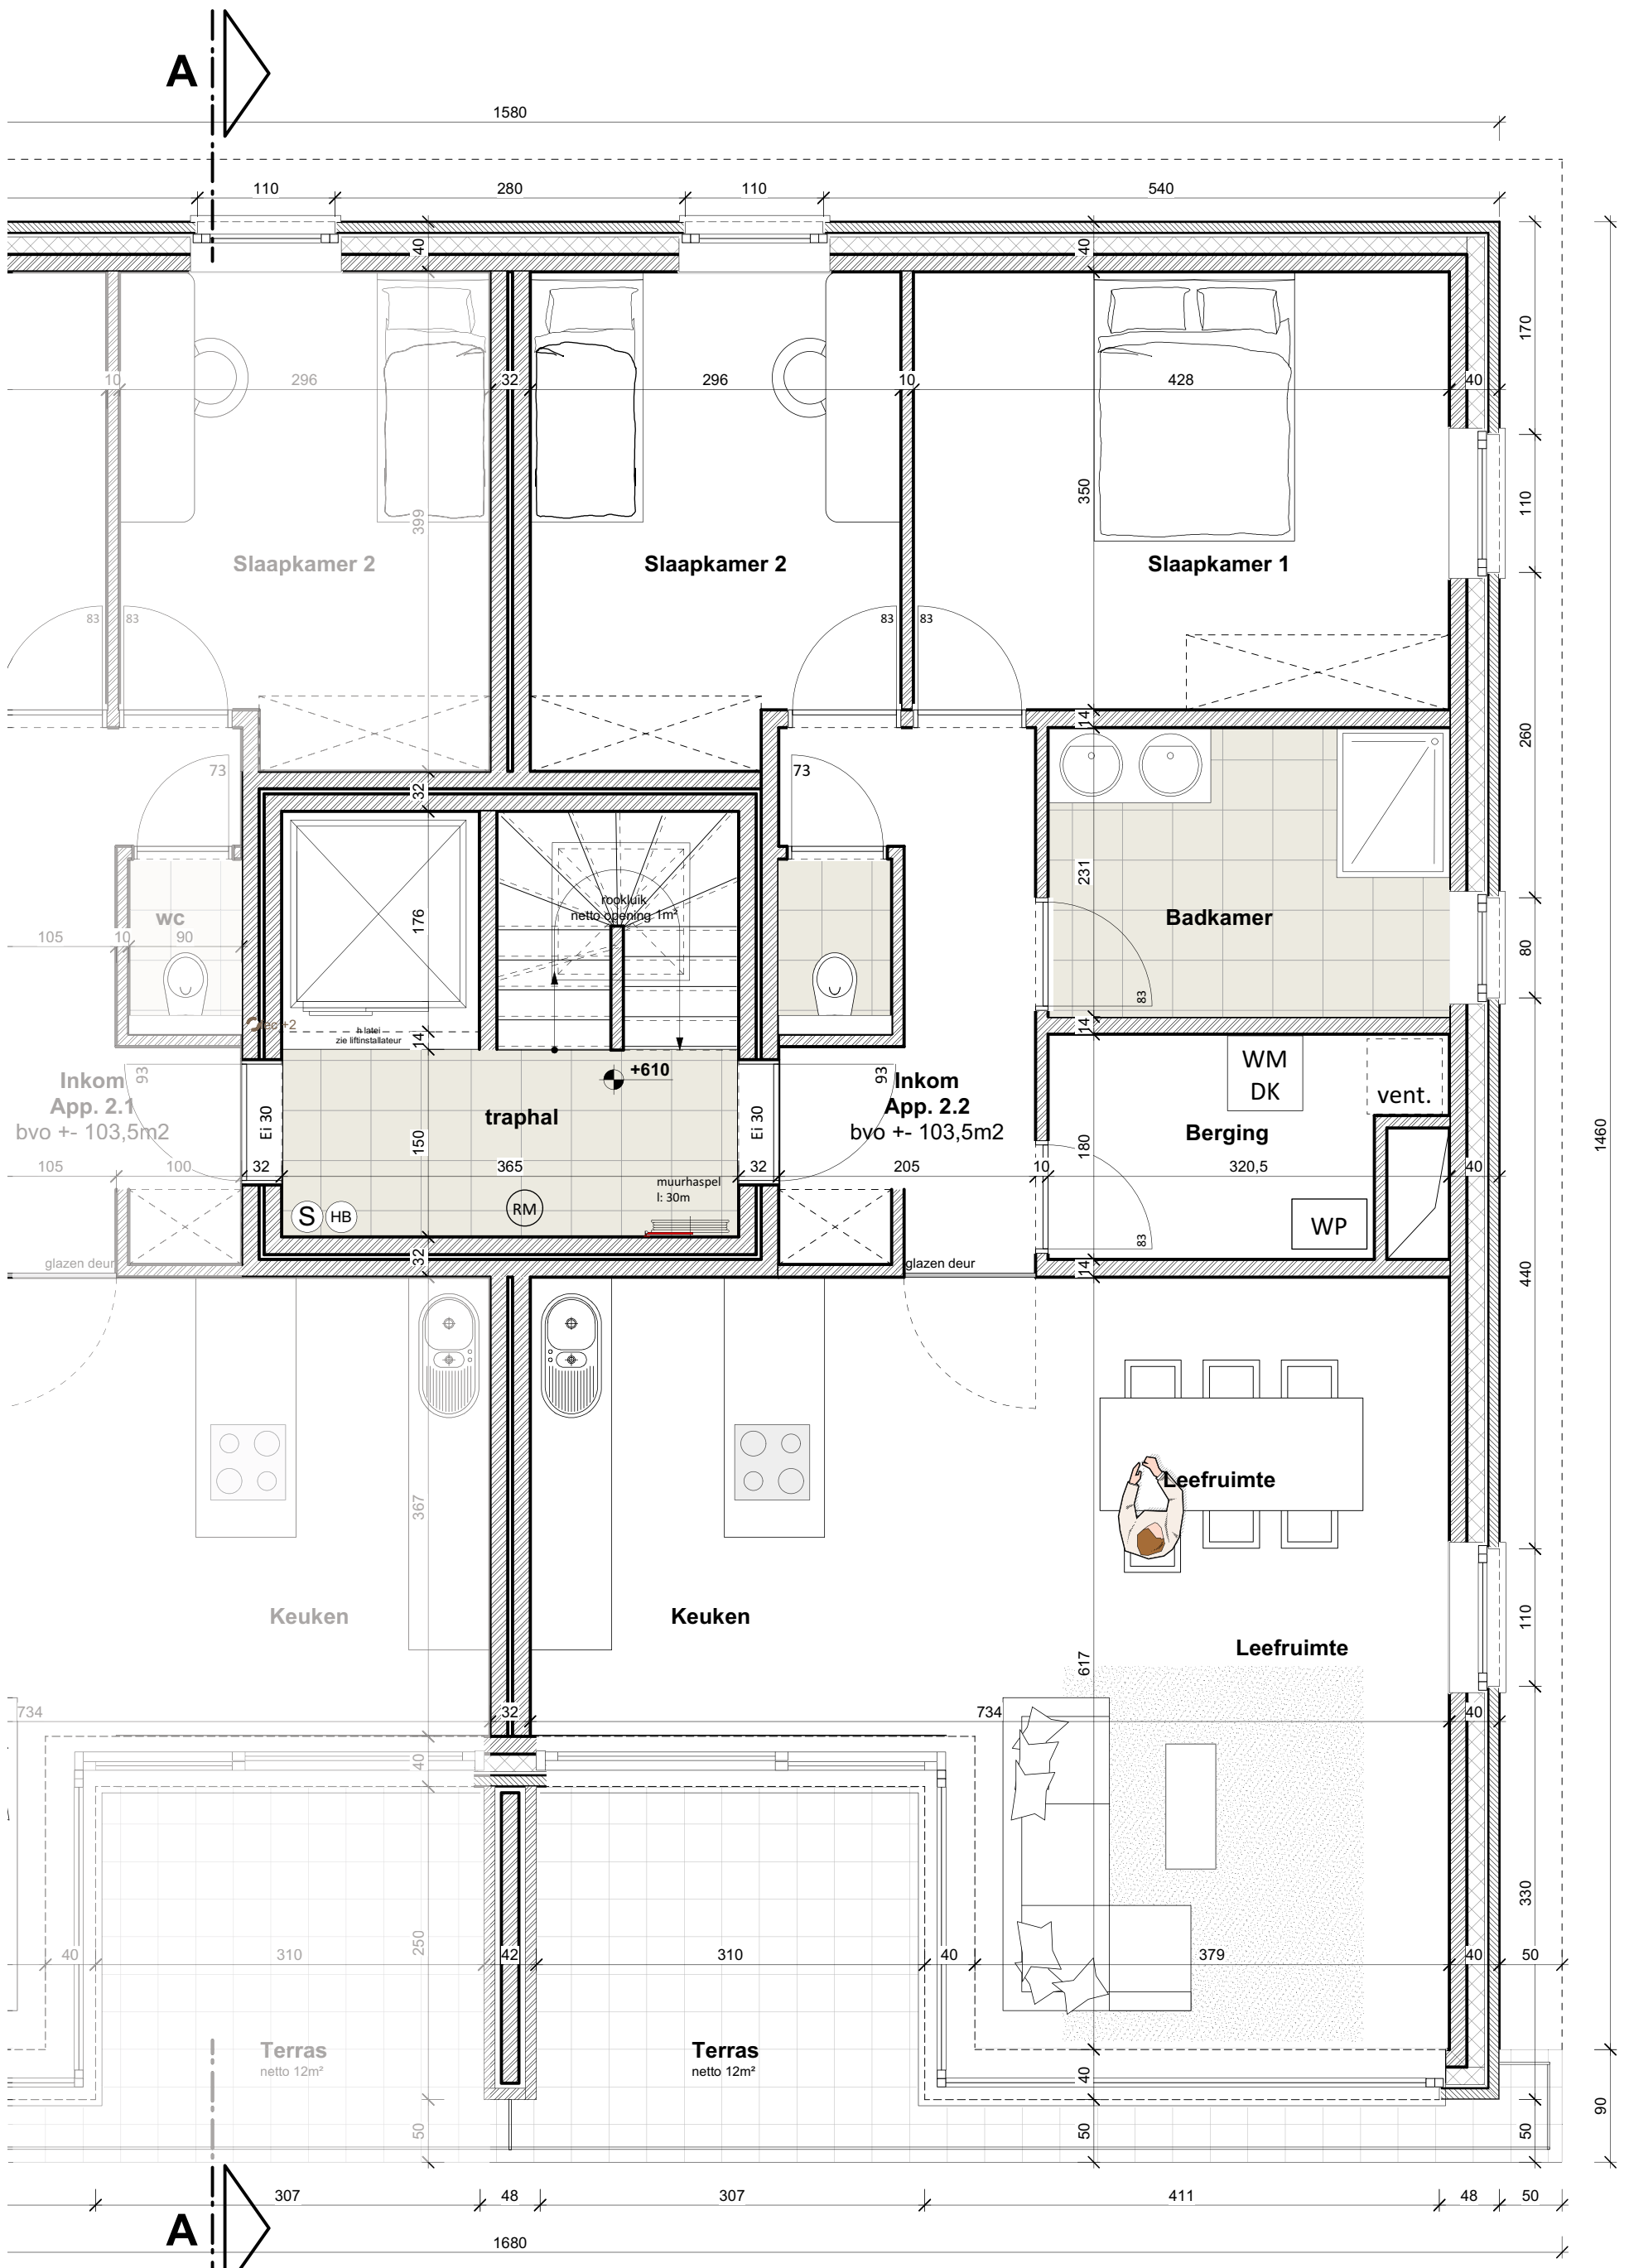 A
1580
110
280
110
540
40
40
170
10
296
32
296
10
428
40
399
350
110
Slaapkamer 2
Slaapkamer 2
Slaapkamer 1
83
83
83
83
14
260
73
73
32
231
176
rookluik
netto opening 1m²
wc
Badkamer
105
10
90
80
83
+2
h latei
zie liftinstallateur
14
14
+610
WM
DK
vent.
Inkom
App. 2.1
bvo +- 103,5m2
93
Ei 30
traphal
150
Ei 30
93
Inkom
App. 2.2
bvo +- 103,5m2
Berging
180
1460
105
100
32
365
32
205
10
320,5
40
muurhaspel
l: 30m
S
HB
RM
WP
83
glazen deur
32
glazen deur
14
440
Leefruimte
367
Keuken
Keuken
110
Leefruimte
617
734
32
734
40
40
330
250
40
310
42
310
40
379
40
50
Terras
netto 12m²
Terras
netto 12m²
40
50
50
50
90
307
48
307
411
48
50
A
1680